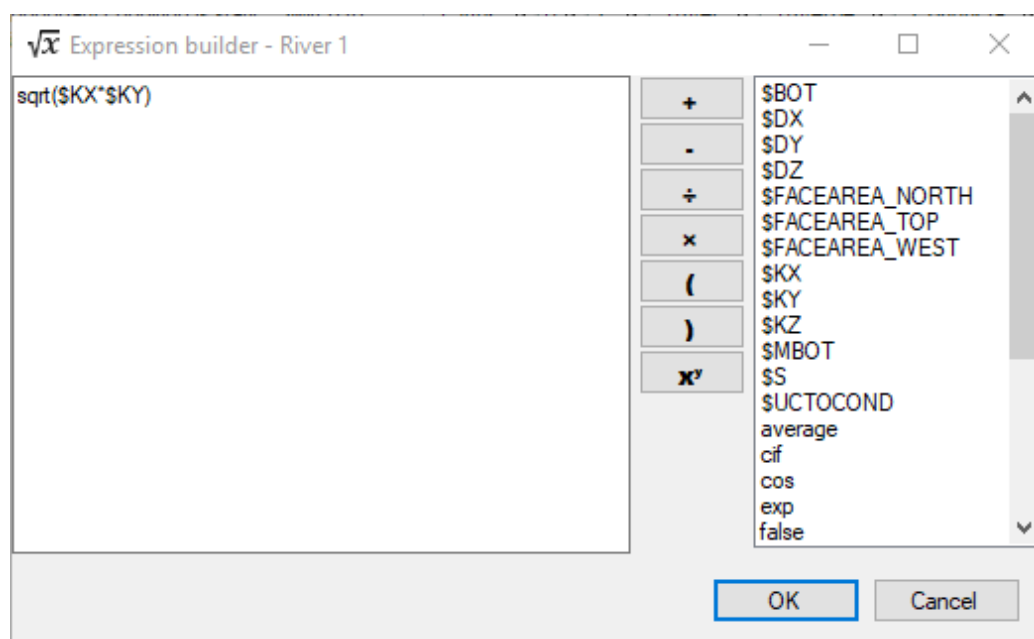 √x Expression builder - River 1
sqrt($KX*$KY)
+
-
÷
×
(
)
xʸ
$BOT
$DX
$DY
$DZ
$FACEAREA_NORTH
$FACEAREA_TOP
$FACEAREA_WEST
$KX
$KY
$KZ
$MBOT
$S
$UCTOCOND
average
cif
cos
exp
false
OK
Cancel